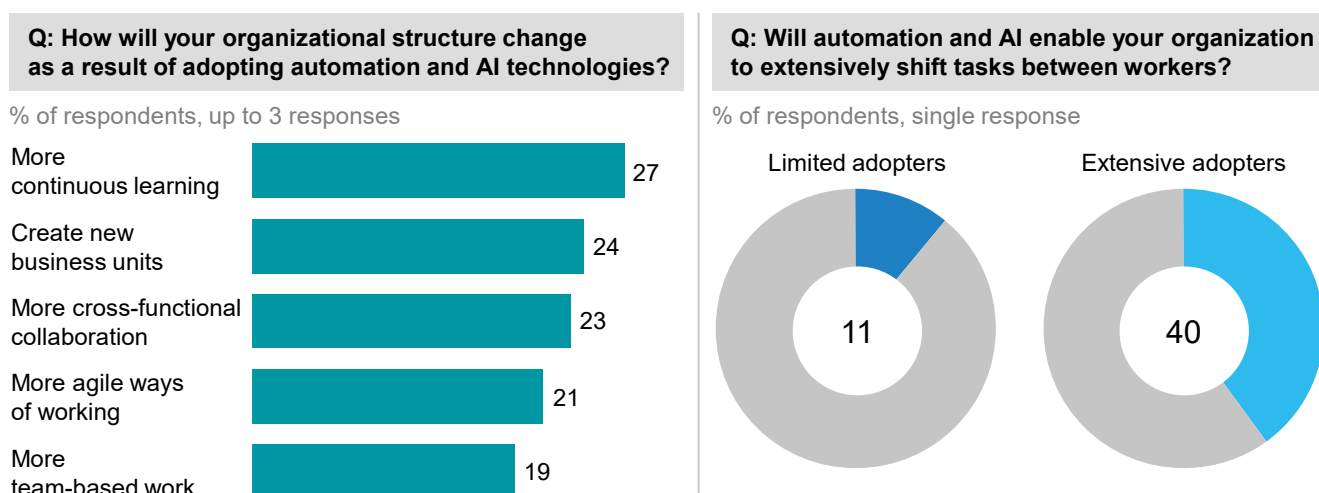 Q: How will your organizational structure change
as a result of adopting automation and AI technologies?
% of respondents, up to 3 responses
More
continuous learning
27
Create new
business units
24
More cross-functional
collaboration
23
More agile ways
of working
21
More
team-based work
19
Q: Will automation and AI enable your organization
to extensively shift tasks between workers?
% of respondents, single response
Limited adopters
11
Extensive adopters
40